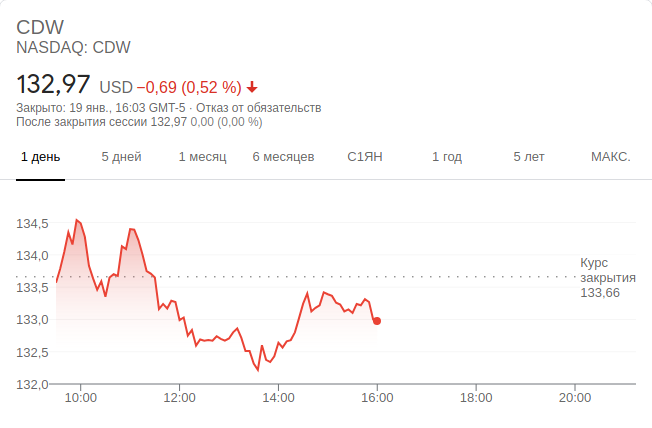 CDW
NASDAQ: CDW
132,97 USD −0,69 (0,52 %)
Закрыто: 19 янв., 16:03 GMT-5 · Отказ от обязательств
После закрытия сессии 132,97 0,00 (0,00 %)
1 день 5 дней 1 месяц 6 месяцев С1ЯН 1 год 5 лет МАКС.
134,5
134,0
133,5
133,0
132,5
132,0
Курс
закрытия
133,66
10:00 12:00 14:00 16:00 18:00 20:00